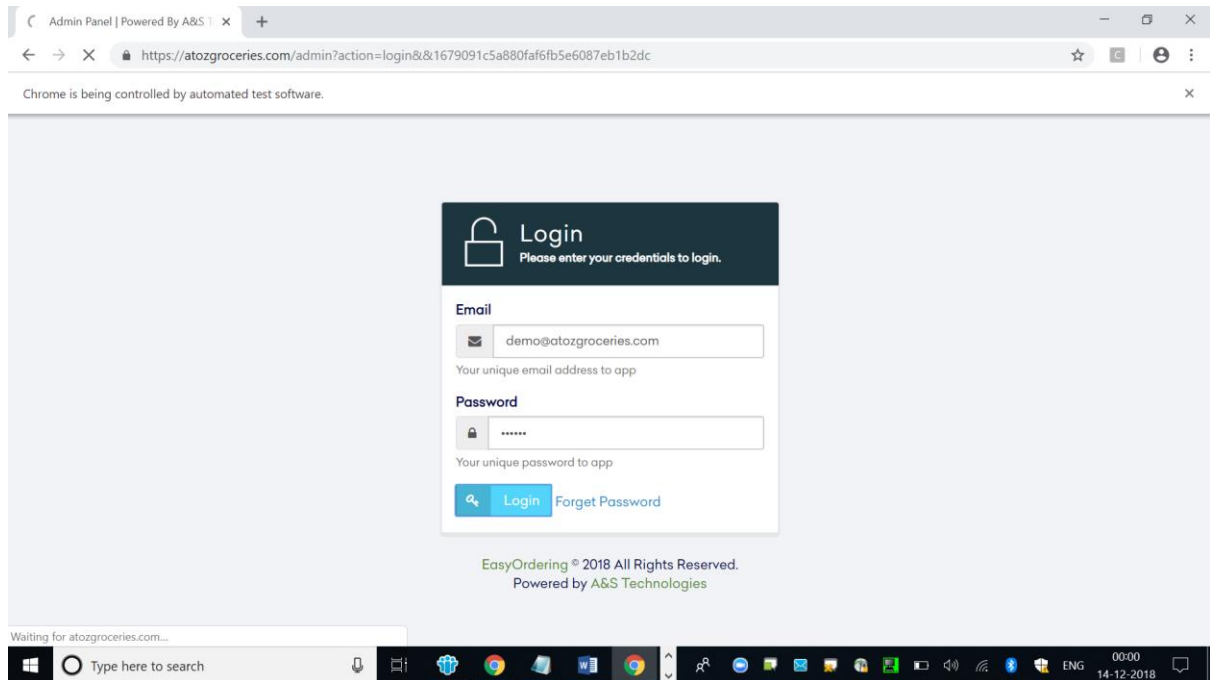 Admin Panel | Powered By A&S T
https://atozgroceries.com/admin?action=login&&1679091c5a880faf6fb5e6087eb1b2dc
Chrome is being controlled by automated test software.
Login
Please enter your credentials to login.
Email
demo@atozgroceries.com
Your unique email address to app
Password
••••••
Your unique password to app
Login Forget Password
EasyOrdering © 2018 All Rights Reserved.
Powered by A&S Technologies
Waiting for atozgroceries.com...
Type here to search
ENG
00:00
14-12-2018